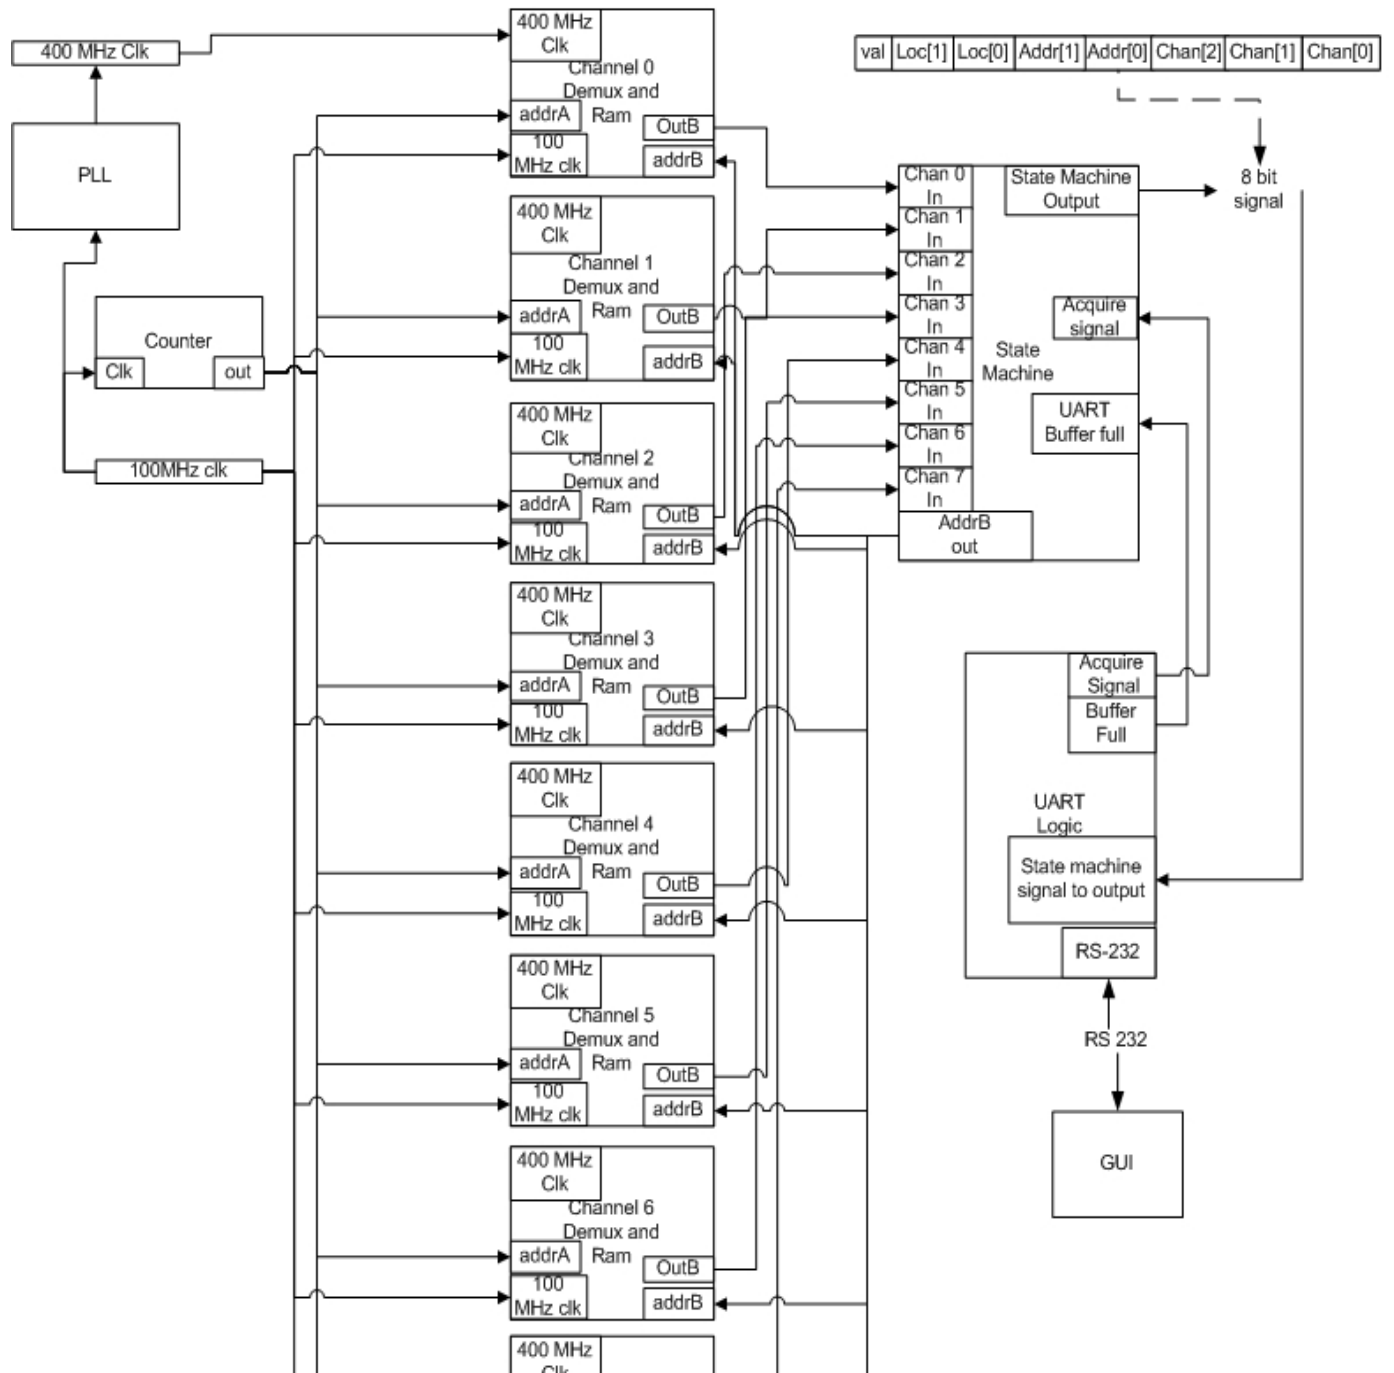 400 MHz Clk
PLL
Counter
Clk
out
100MHz clk
400 MHz
Clk
Channel 0
Demux and
Ram
addrA
100
MHz clk
OutB
addrB
400 MHz
Clk
Channel 1
Demux and
Ram
addrA
100
MHz clk
OutB
addrB
400 MHz
Clk
Channel 2
Demux and
Ram
addrA
100
MHz clk
OutB
addrB
400 MHz
Clk
Channel 3
Demux and
Ram
addrA
100
MHz clk
OutB
addrB
400 MHz
Clk
Channel 4
Demux and
Ram
addrA
100
MHz clk
OutB
addrB
400 MHz
Clk
Channel 5
Demux and
Ram
addrA
100
MHz clk
OutB
addrB
400 MHz
Clk
Channel 6
Demux and
Ram
addrA
100
MHz clk
OutB
addrB
400 MHz
Clk
val Loc[1] Loc[0] Addr[1] Addr[0] Chan[2] Chan[1] Chan[0]
8 bit
signal
Chan 0
In
Chan 1
In
Chan 2
In
Chan 3
In
Chan 4
In
Chan 5
In
Chan 6
In
Chan 7
In
AddrB
out
State Machine
Output
Acquire
signal
State
Machine
UART
Buffer full
Acquire
Signal
Buffer
Full
UART
Logic
State machine
signal to output
RS-232
RS 232
GUI